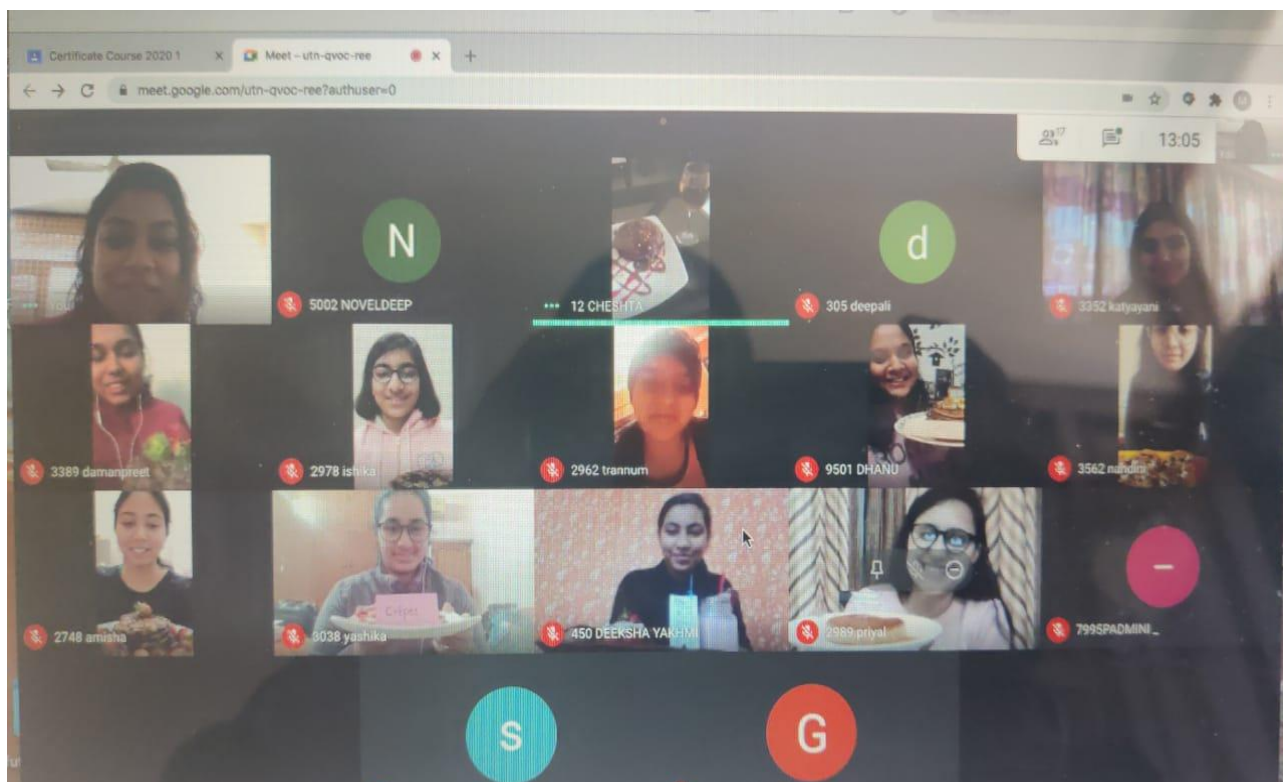 Certificate Course 2020 1
Meet – utn-qvoc-ree
meet.google.com/utn-qvoc-ree?authuser=0
M
17
13:05
N
d
You
5002 NOVELDEEP
12 CHESHTA
305 deepali
3352 katyayani
3389 damanpreet
2978 ishika
2962 trannum
9501 DHANU
3562 nandini
Crêpes
2748 amisha
3038 yashika
450 DEEKSHA YAKHMI
2989 priyal
799SPADMINI _
S
G